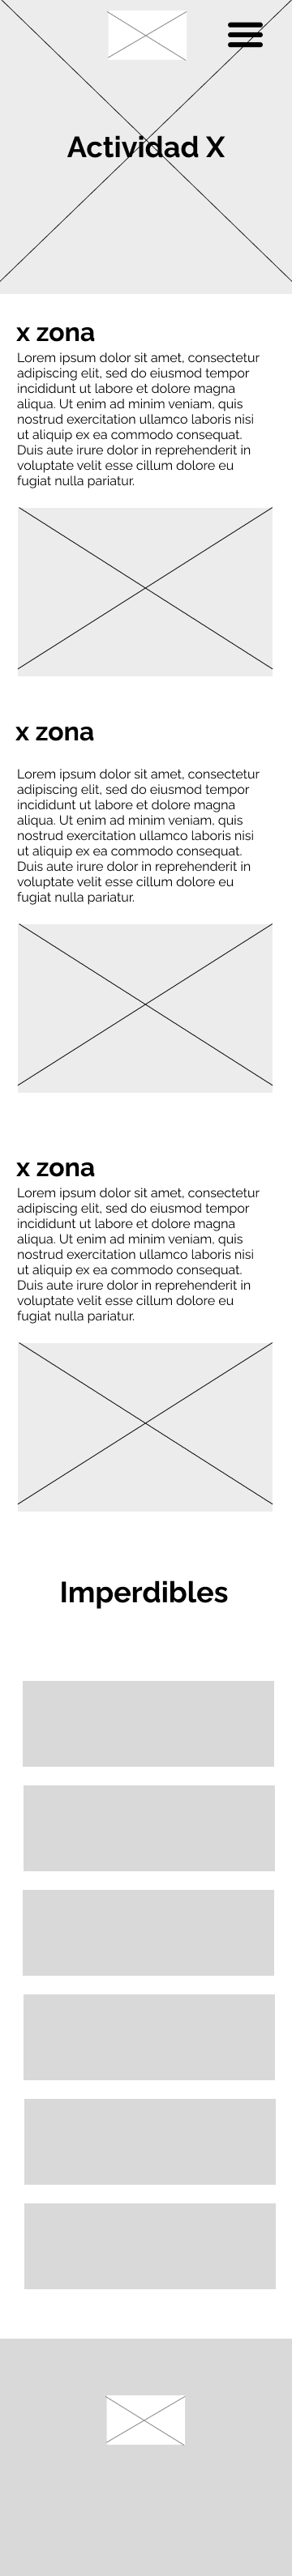 Actividad X
x zona
Lorem ipsum dolor sit amet, consectetur
adipiscing elit, sed do eiusmod tempor
incididunt ut labore et dolore magna
aliqua. Ut enim ad minim veniam, quis
nostrud exercitation ullamco laboris nisi
ut aliquip ex ea commodo consequat.
Duis aute irure dolor in reprehenderit in
voluptate velit esse cillum dolore eu
fugiat nulla pariatur.
x zona
Lorem ipsum dolor sit amet, consectetur
adipiscing elit, sed do eiusmod tempor
incididunt ut labore et dolore magna
aliqua. Ut enim ad minim veniam, quis
nostrud exercitation ullamco laboris nisi
ut aliquip ex ea commodo consequat.
Duis aute irure dolor in reprehenderit in
voluptate velit esse cillum dolore eu
fugiat nulla pariatur.
x zona
Lorem ipsum dolor sit amet, consectetur
adipiscing elit, sed do eiusmod tempor
incididunt ut labore et dolore magna
aliqua. Ut enim ad minim veniam, quis
nostrud exercitation ullamco laboris nisi
ut aliquip ex ea commodo consequat.
Duis aute irure dolor in reprehenderit in
voluptate velit esse cillum dolore eu
fugiat nulla pariatur.
Imperdibles